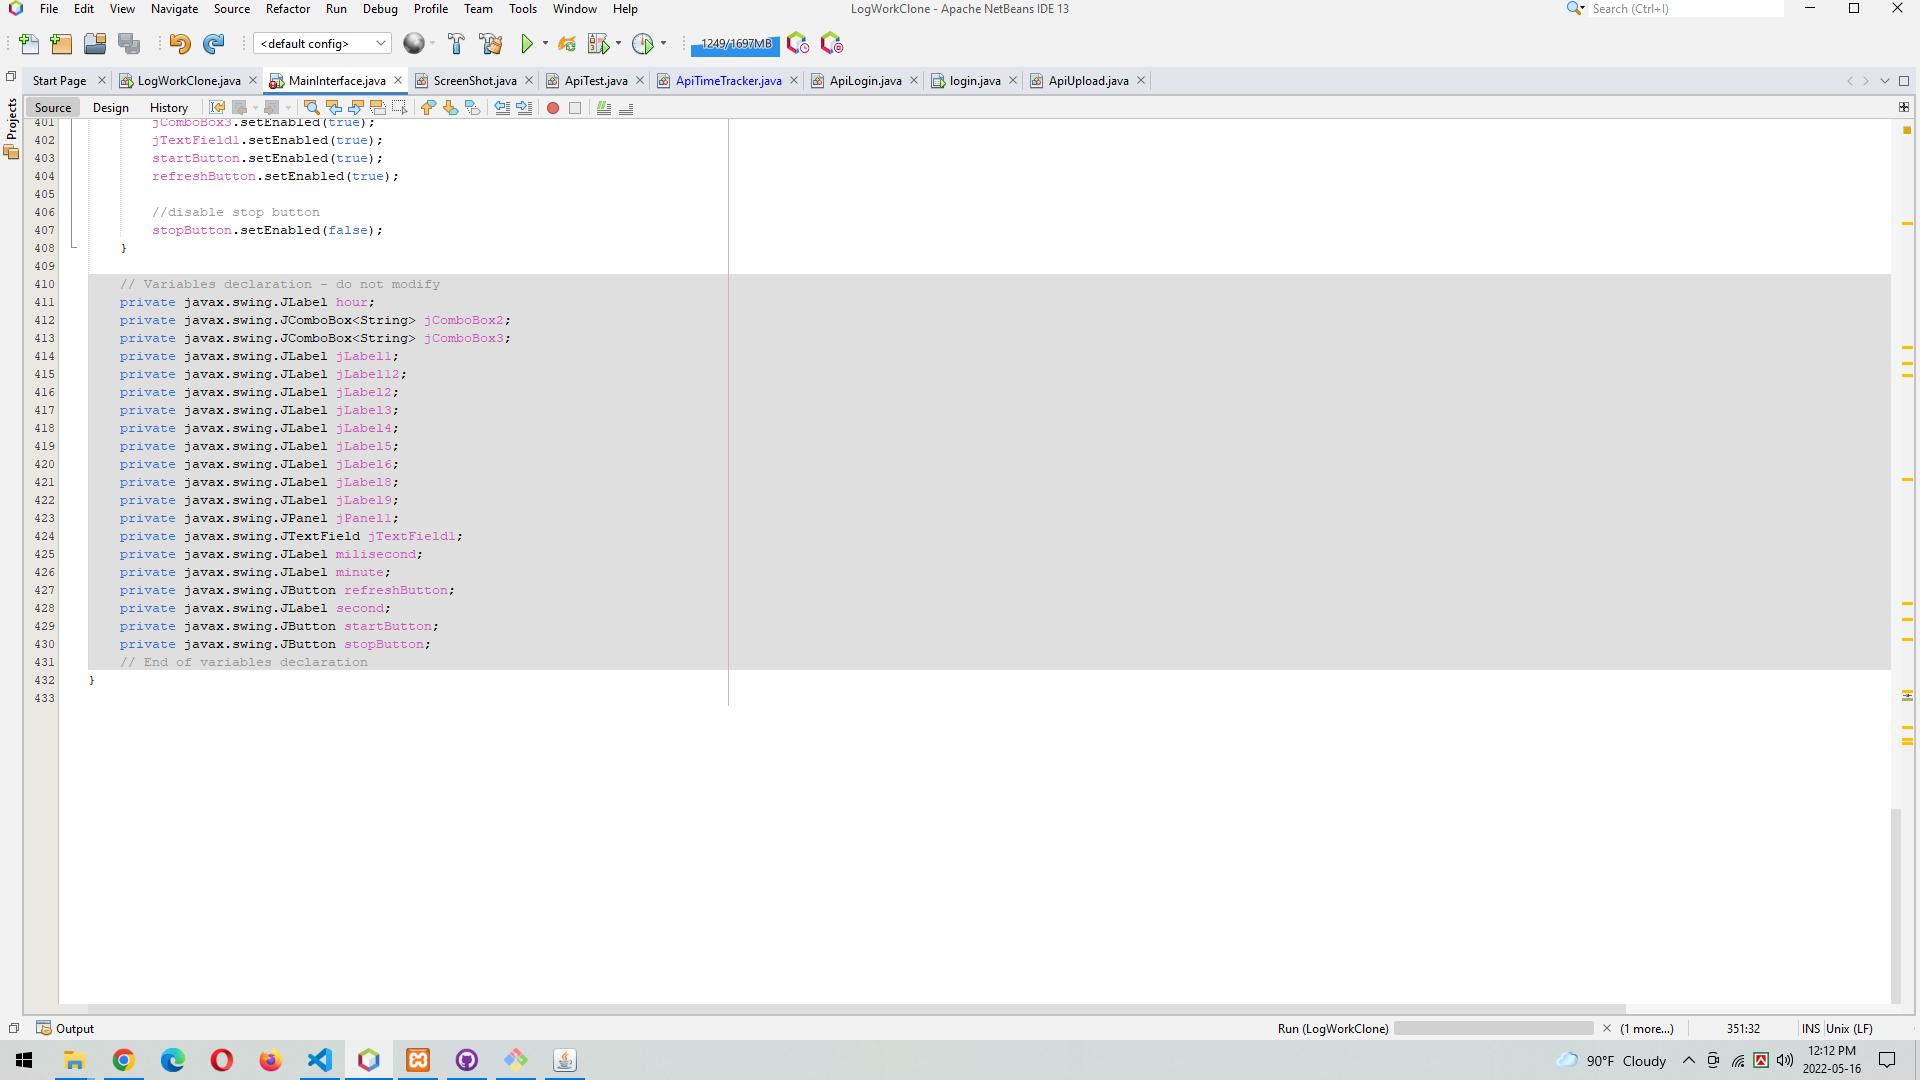 File Edit View Navigate Source Refactor Run Debug Profile Team Tools Window Help
LogWorkClone - Apache NetBeans IDE 13
Search (Ctrl+I)
<default config>
1249/1697MB
Start Page
LogWorkClone.java
MainInterface.java
ScreenShot.java
ApiTest.java
ApiTimeTracker.java
ApiLogin.java
login.java
ApiUpload.java
Projects
Source Design History
401 jComboBox3.setEnabled(true);
402 jTextField1.setEnabled(true);
403 startButton.setEnabled(true);
404 refreshButton.setEnabled(true);
405
406 //disable stop button
407 stopButton.setEnabled(false);
408 }
409
410 // Variables declaration - do not modify
411 private javax.swing.JLabel hour;
412 private javax.swing.JComboBox<String> jComboBox2;
413 private javax.swing.JComboBox<String> jComboBox3;
414 private javax.swing.JLabel jLabel1;
415 private javax.swing.JLabel jLabel12;
416 private javax.swing.JLabel jLabel2;
417 private javax.swing.JLabel jLabel3;
418 private javax.swing.JLabel jLabel4;
419 private javax.swing.JLabel jLabel5;
420 private javax.swing.JLabel jLabel6;
421 private javax.swing.JLabel jLabel8;
422 private javax.swing.JLabel jLabel9;
423 private javax.swing.JPanel jPanel1;
424 private javax.swing.JTextField jTextField1;
425 private javax.swing.JLabel milisecond;
426 private javax.swing.JLabel minute;
427 private javax.swing.JButton refreshButton;
428 private javax.swing.JLabel second;
429 private javax.swing.JButton startButton;
430 private javax.swing.JButton stopButton;
431 // End of variables declaration
432 }
433
Output
Run (LogWorkClone)
(1 more...)
351:32
INS Unix (LF)
90°F Cloudy
12:12 PM
2022-05-16